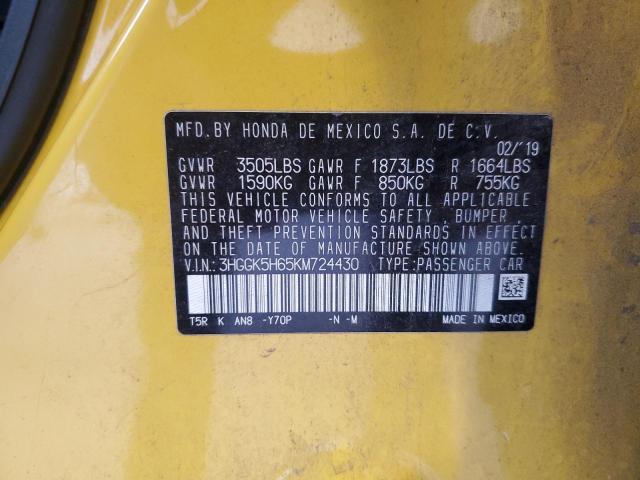 MFD. BY HONDA DE MEXICO S.A. DE C.V.
02/'19
GVWR 3505LBS GAWR F 1873LBS R 1664LBS
GVWR 1590KG GAWR F 850KG R 755KG
THIS VEHICLE CONFORMS TO ALL APPLICABLE
FEDERAL MOTOR VEHICLE SAFETY, BUMPER,
AND THEFT PREVENTION STANDARDS IN EFFECT
ON THE DATE OF MANUFACTURE SHOWN ABOVE.
V.I.N.:3HGGK5H65KM724430 TYPE:PASSENGER CAR
T5R K AN8 -Y70P -N -M MADE IN MEXICO